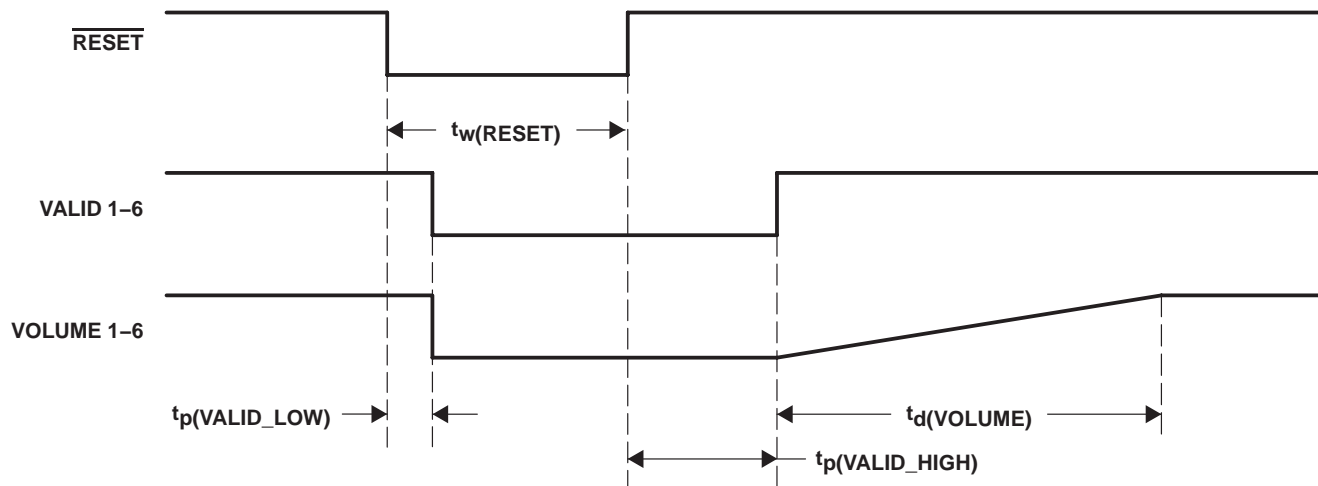 RESET
tw(RESET)
VALID 1–6
VOLUME 1–6
tp(VALID_LOW)
td(VOLUME)
tp(VALID_HIGH)